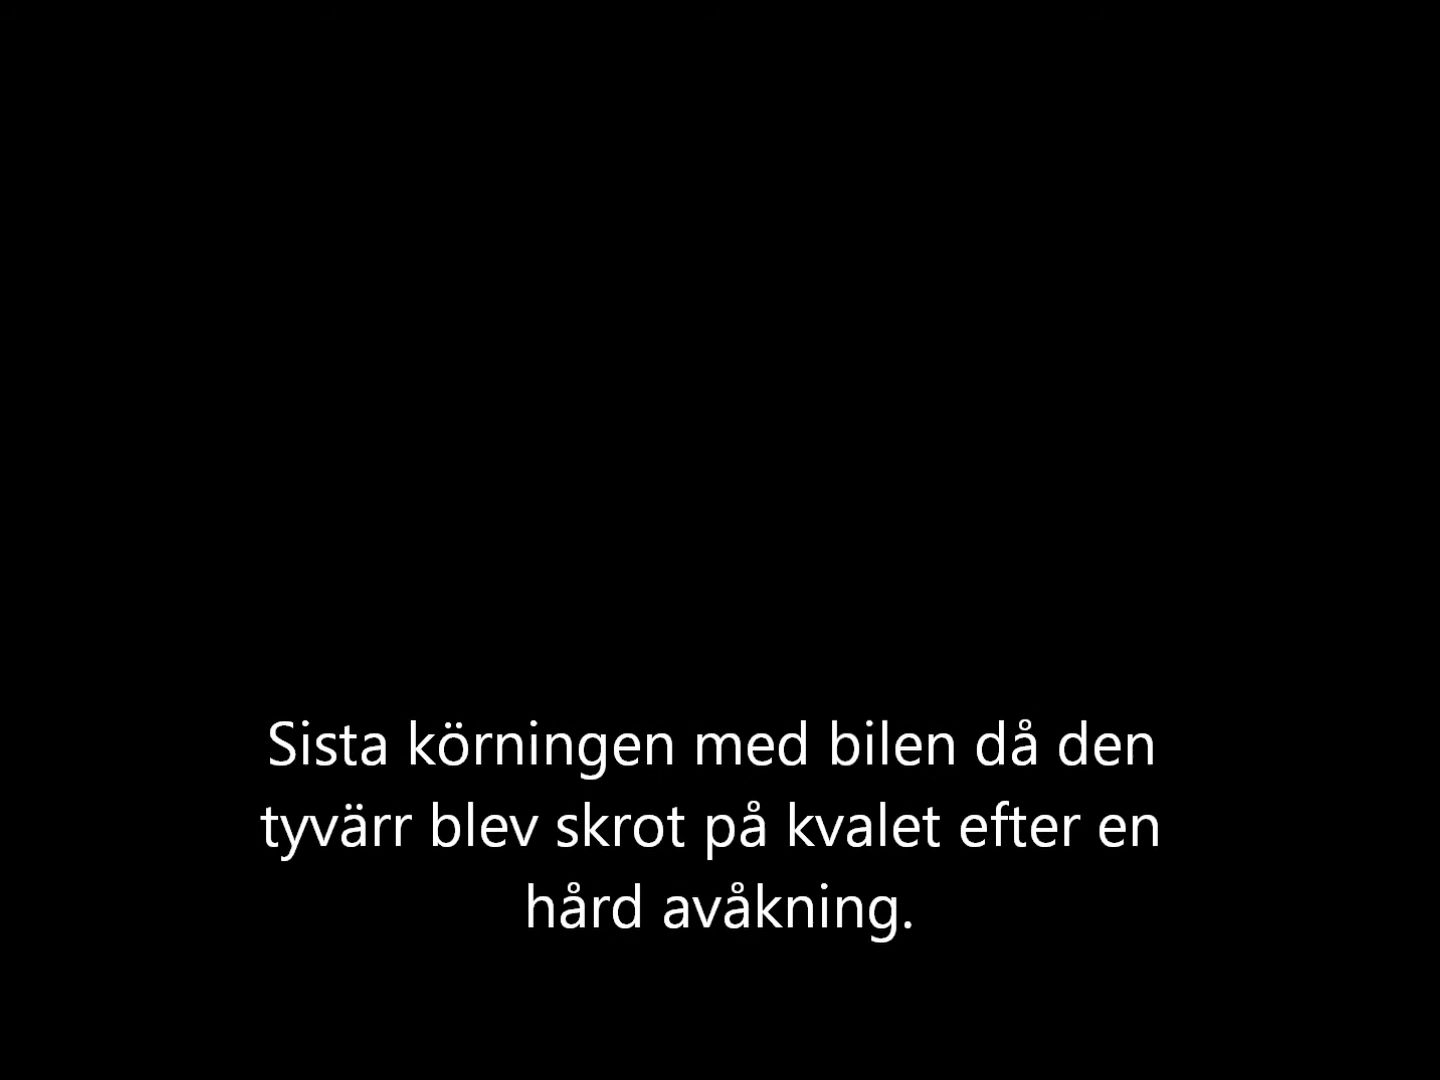 Sista körningen med bilen då den
tyvärr blev skrot på kvalet efter en
hård avåkning.